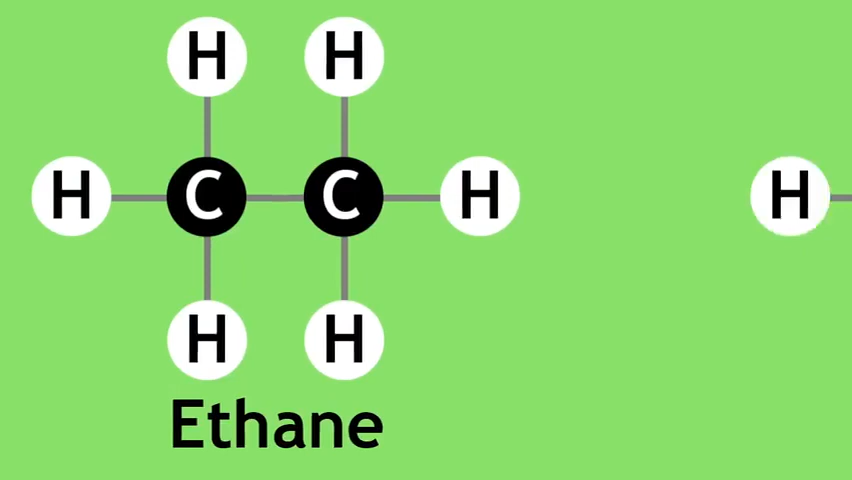 H H
H C C H H
H H
Ethane